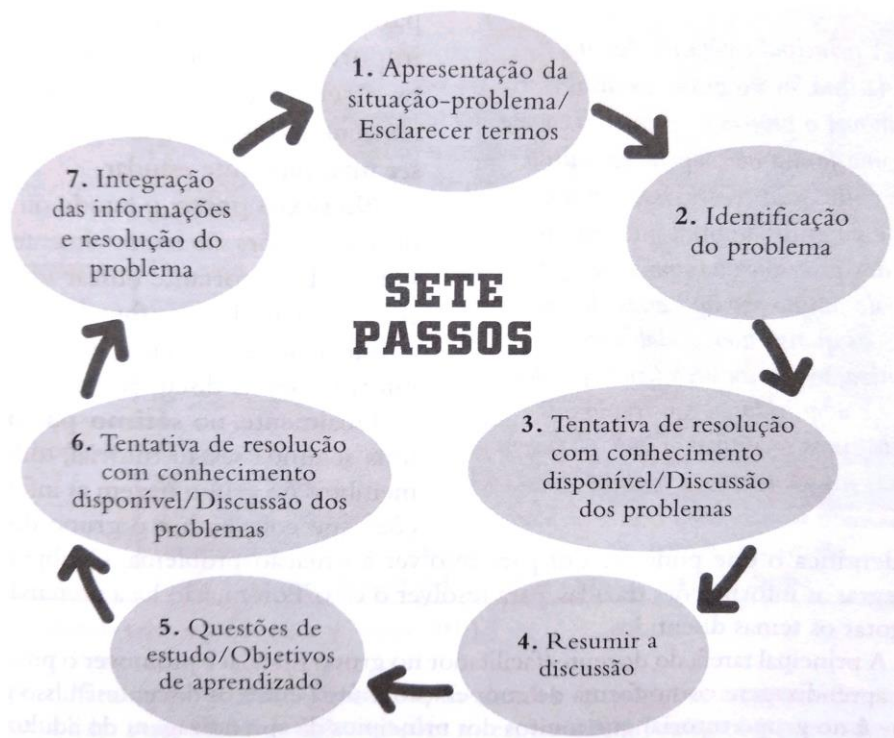 1. Apresentação da
situação-problema/
Esclarecer termos
2. Identificação
do problema
3. Tentativa de resolução
com conhecimento
disponível/Discussão
dos problemas
4. Resumir a
discussão
5. Questões de
estudo/Objetivos
de aprendizado
6. Tentativa de resolução
com conhecimento
disponível/Discussão dos
problemas
7. Integração
das informações
e resolução do
problema
SETE
PASSOS